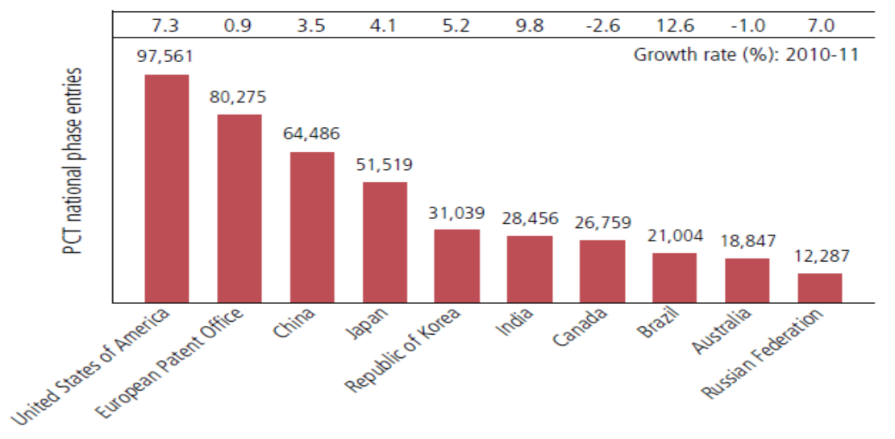 7.3 0.9 3.5 4.1 5.2 9.8 -2.6 12.6 -1.0 7.0
Growth rate (%): 2010-11
97,561
80,275
64,486
51,519
31,039
28,456
26,759
21,004
18,847
12,287
PCT national phase entries
United States of America
European Patent Office
China
Japan
Republic of Korea
India
Canada
Brazil
Australia
Russian Federation